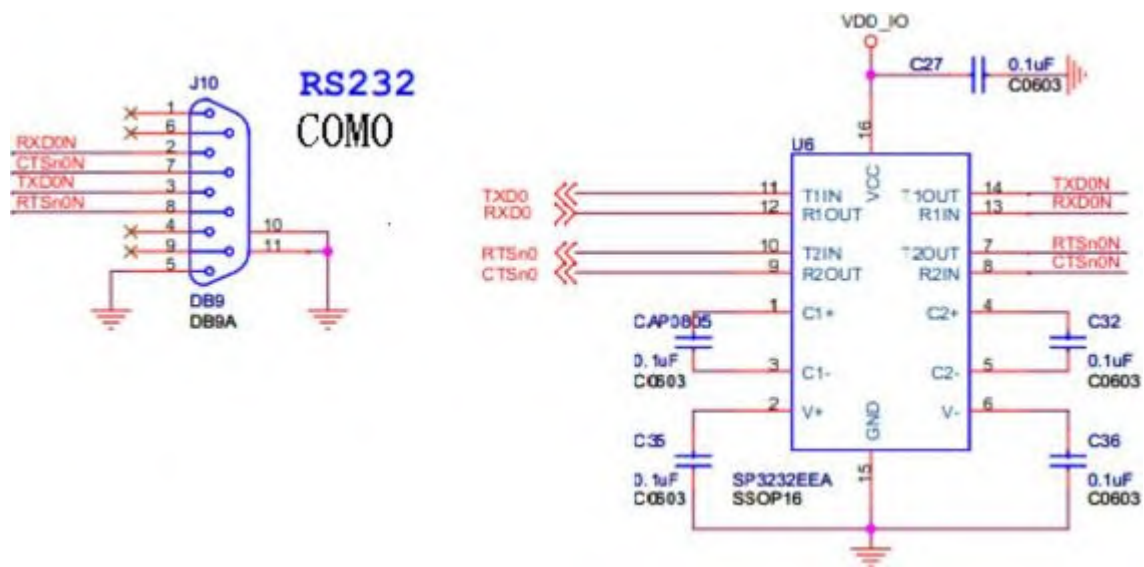 J10
RS232
COMO
1
6
RXD0N
2
CTSn0N
7
TXD0N
3
RTSn0N
8
4
10
9
11
5
DB9
DB9A
VDD_IO
C27
0.1uF
C0603
16
U6
VCC
TXD0
11
T1IN
T1OUT
14
TXD0N
RXD0
12
R1OUT
R1IN
13
RXD0N
RTSn0
10
T2IN
T2OUT
7
RTSn0N
CTSn0
9
R2OUT
R2IN
8
CTSn0N
1
C1+
C2+
4
CAP0805
C32
0.1uF
C0603
3
C1-
C2-
5
0.1uF
C0603
2
V+
V-
6
GND
C35
C36
0.1uF
C0603
15
SP3232EEA
SSOP16
0.1uF
C0603